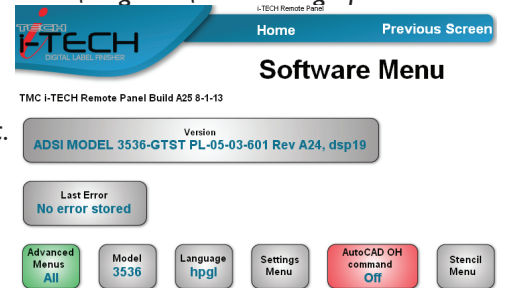 i-TECH Remote Panel
TECH
i-TECH
DIGITAL LABEL FINISHER
Home
Previous Screen
Software Menu
TMC i-TECH Remote Panel Build A25 8-1-13
t.
Version
ADSI MODEL 3536-GTST PL-05-03-601 Rev A24, dsp19
Last Error
No error stored
Advanced
Menus
All
Model
3536
Language
hpgl
Settings
Menu
AutoCAD OH
command
Off
Stencil
Menu